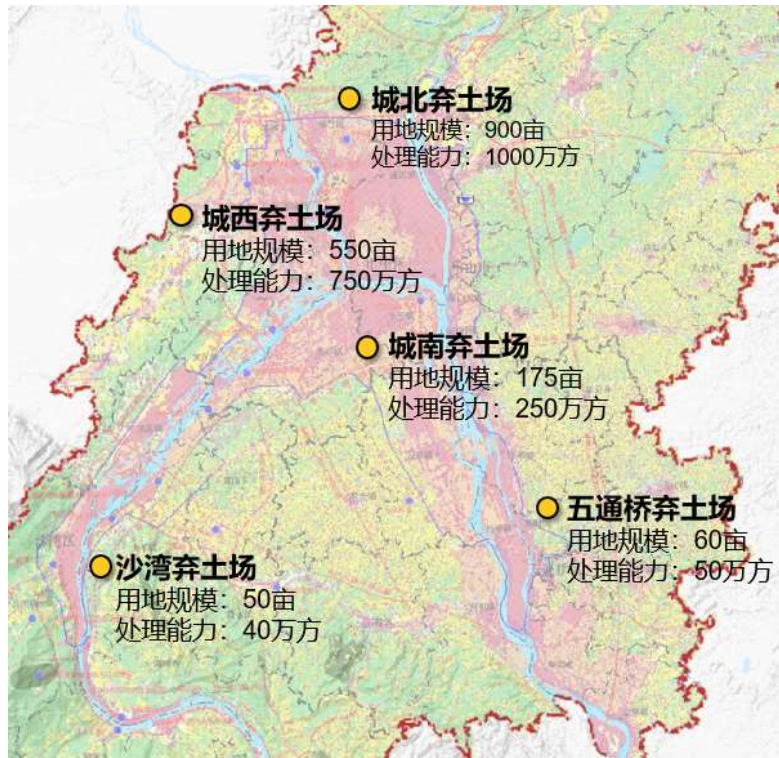 城北弃土场
用地规模：900亩
处理能力：1000万方
城西弃土场
用地规模：550亩
处理能力：750万方
城南弃土场
用地规模：175亩
处理能力：250万方
五通桥弃土场
用地规模：60亩
处理能力：50万方
沙湾弃土场
用地规模：50亩
处理能力：40万方